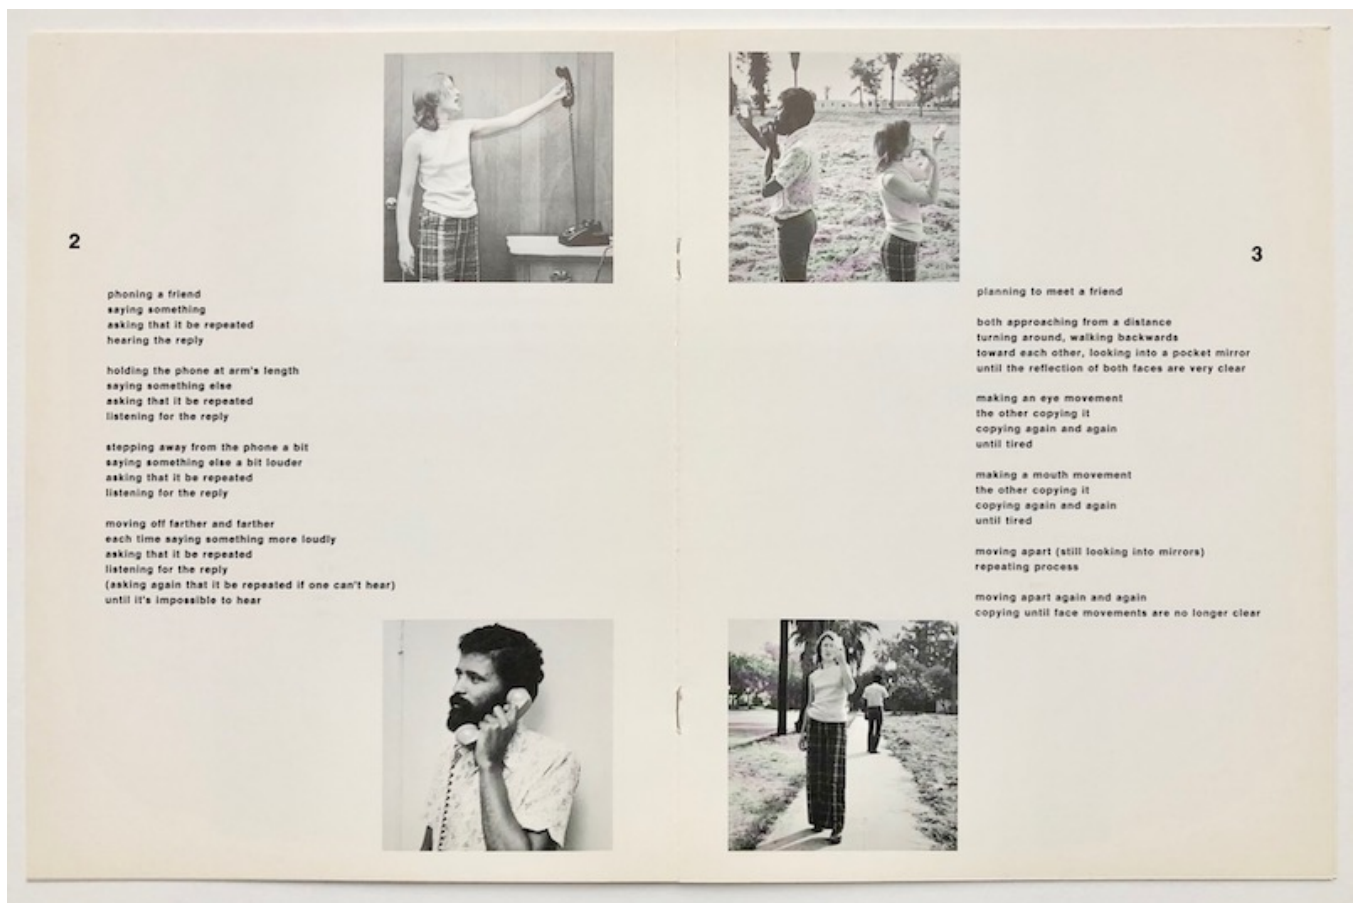 2
phoning a friend
saying something
asking that it be repeated
hearing the reply
holding the phone at arm's length
saying something else
asking that it be repeated
listening for the reply
stepping away from the phone a bit
saying something else a bit louder
asking that it be repeated
listening for the reply
moving off farther and farther
each time saying something more loudly
asking that it be repeated
listening for the reply
(asking again that it be repeated if one can't hear)
until it's impossible to hear
3
planning to meet a friend
both approaching from a distance
turning around, walking backwards
toward each other, looking into a pocket mirror
until the reflection of both faces are very clear
making an eye movement
the other copying it
copying again and again
until tired
making a mouth movement
the other copying it
copying again and again
until tired
moving apart (still looking into mirrors)
repeating process
moving apart again and again
copying until face movements are no longer clear